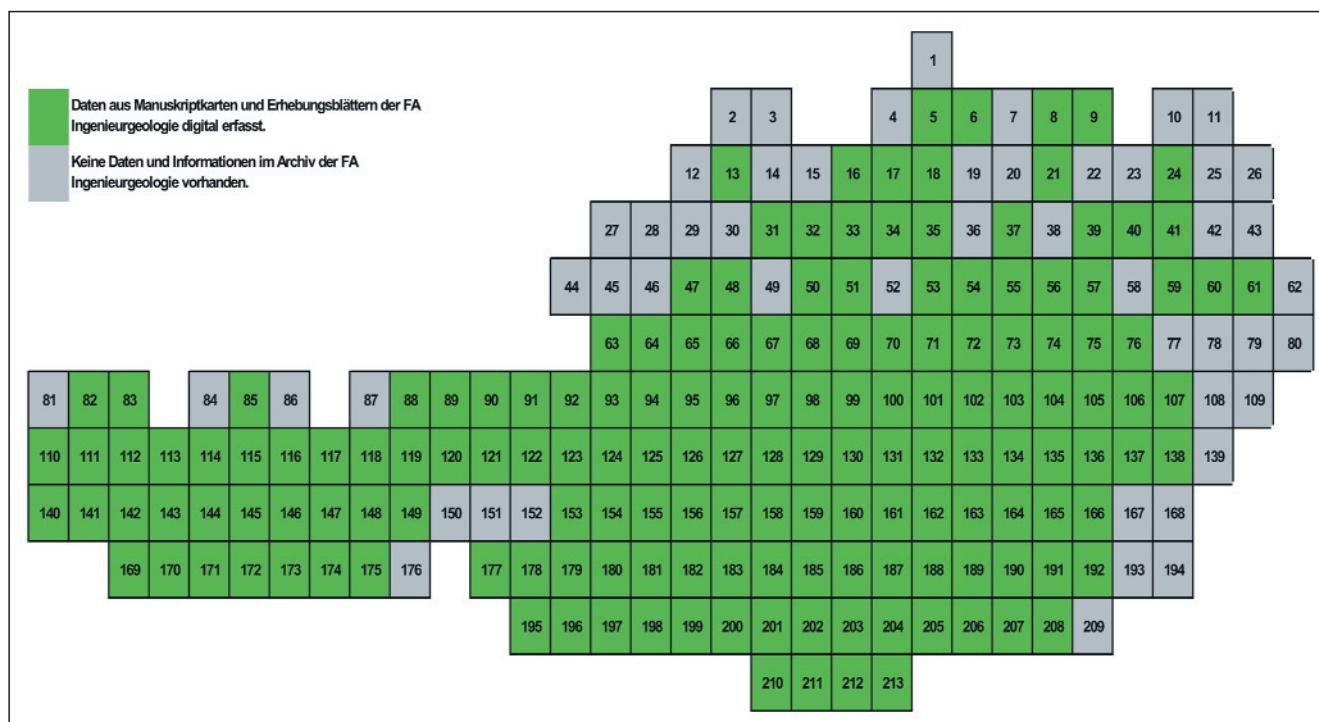 1
Daten aus Manuskriptkarten und Erhebungsblättern der FA
Ingenieurgeologie digital erfasst.
Keine Daten und Informationen im Archiv der FA
Ingenieurgeologie vorhanden.
2 3 4 5 6 7 8 9 10 11
12 13 14 15 16 17 18 19 20 21 22 23 24 25 26
27 28 29 30 31 32 33 34 35 36 37 38 39 40 41 42 43
44 45 46 47 48 49 50 51 52 53 54 55 56 57 58 59 60 61 62
63 64 65 66 67 68 69 70 71 72 73 74 75 76 77 78 79 80
81 82 83 84 85 86 87 88 89 90 91 92 93 94 95 96 97 98 99 100 101 102 103 104 105 106 107 108 109
110 111 112 113 114 115 116 117 118 119 120 121 122 123 124 125 126 127 128 129 130 131 132 133 134 135 136 137 138 139
140 141 142 143 144 145 146 147 148 149 150 151 152 153 154 155 156 157 158 159 160 161 162 163 164 165 166 167 168
169 170 171 172 173 174 175 176 177 178 179 180 181 182 183 184 185 186 187 188 189 190 191 192 193 194
195 196 197 198 199 200 201 202 203 204 205 206 207 208 209
210 211 212 213